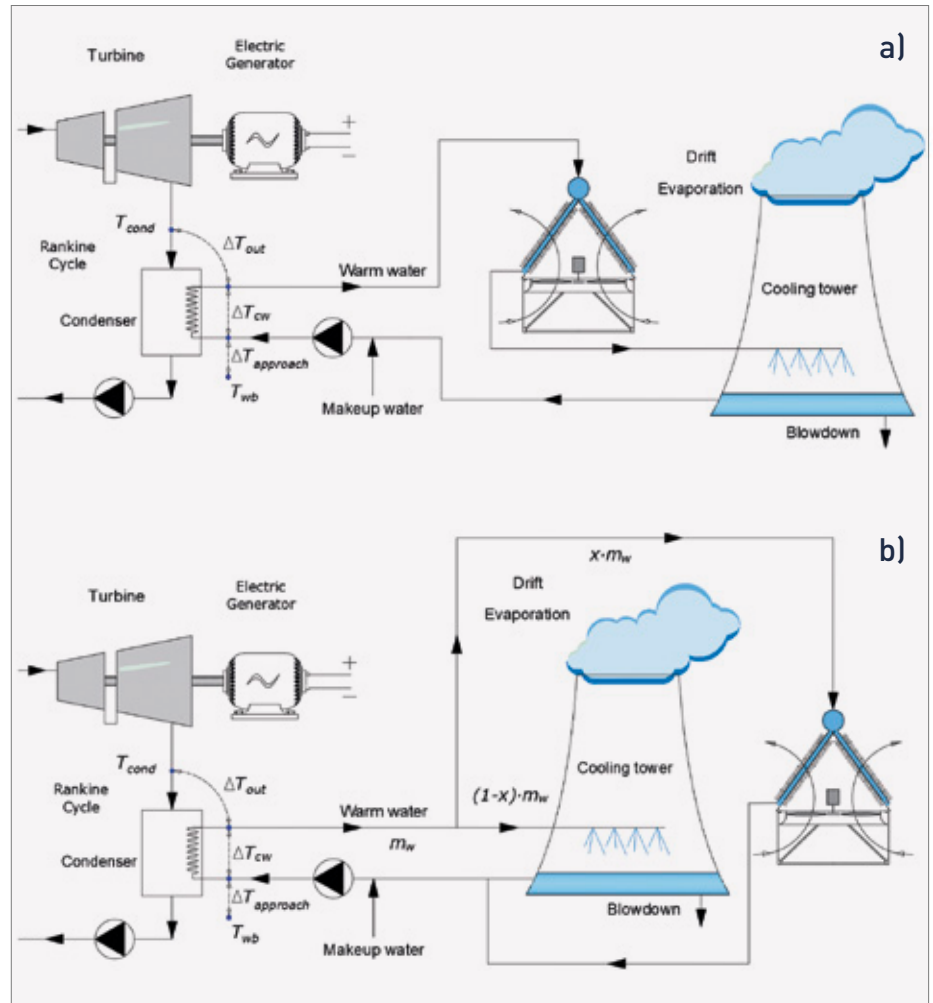 a)
Turbine
Electric
Generator
+
−
Drift
Evaporation
T_cond
ΔT_out
Rankine
Cycle
Warm water
Cooling tower
Condenser
ΔT_cw
ΔT_approach
T_wb
Makeup water
Blowdown
b)
x·m_w
Drift
Evaporation
Turbine
Electric
Generator
+
−
T_cond
ΔT_out
Rankine
Cycle
Warm water
(1-x)·m_w
Cooling tower
m_w
Condenser
ΔT_cw
ΔT_approach
T_wb
Makeup water
Blowdown